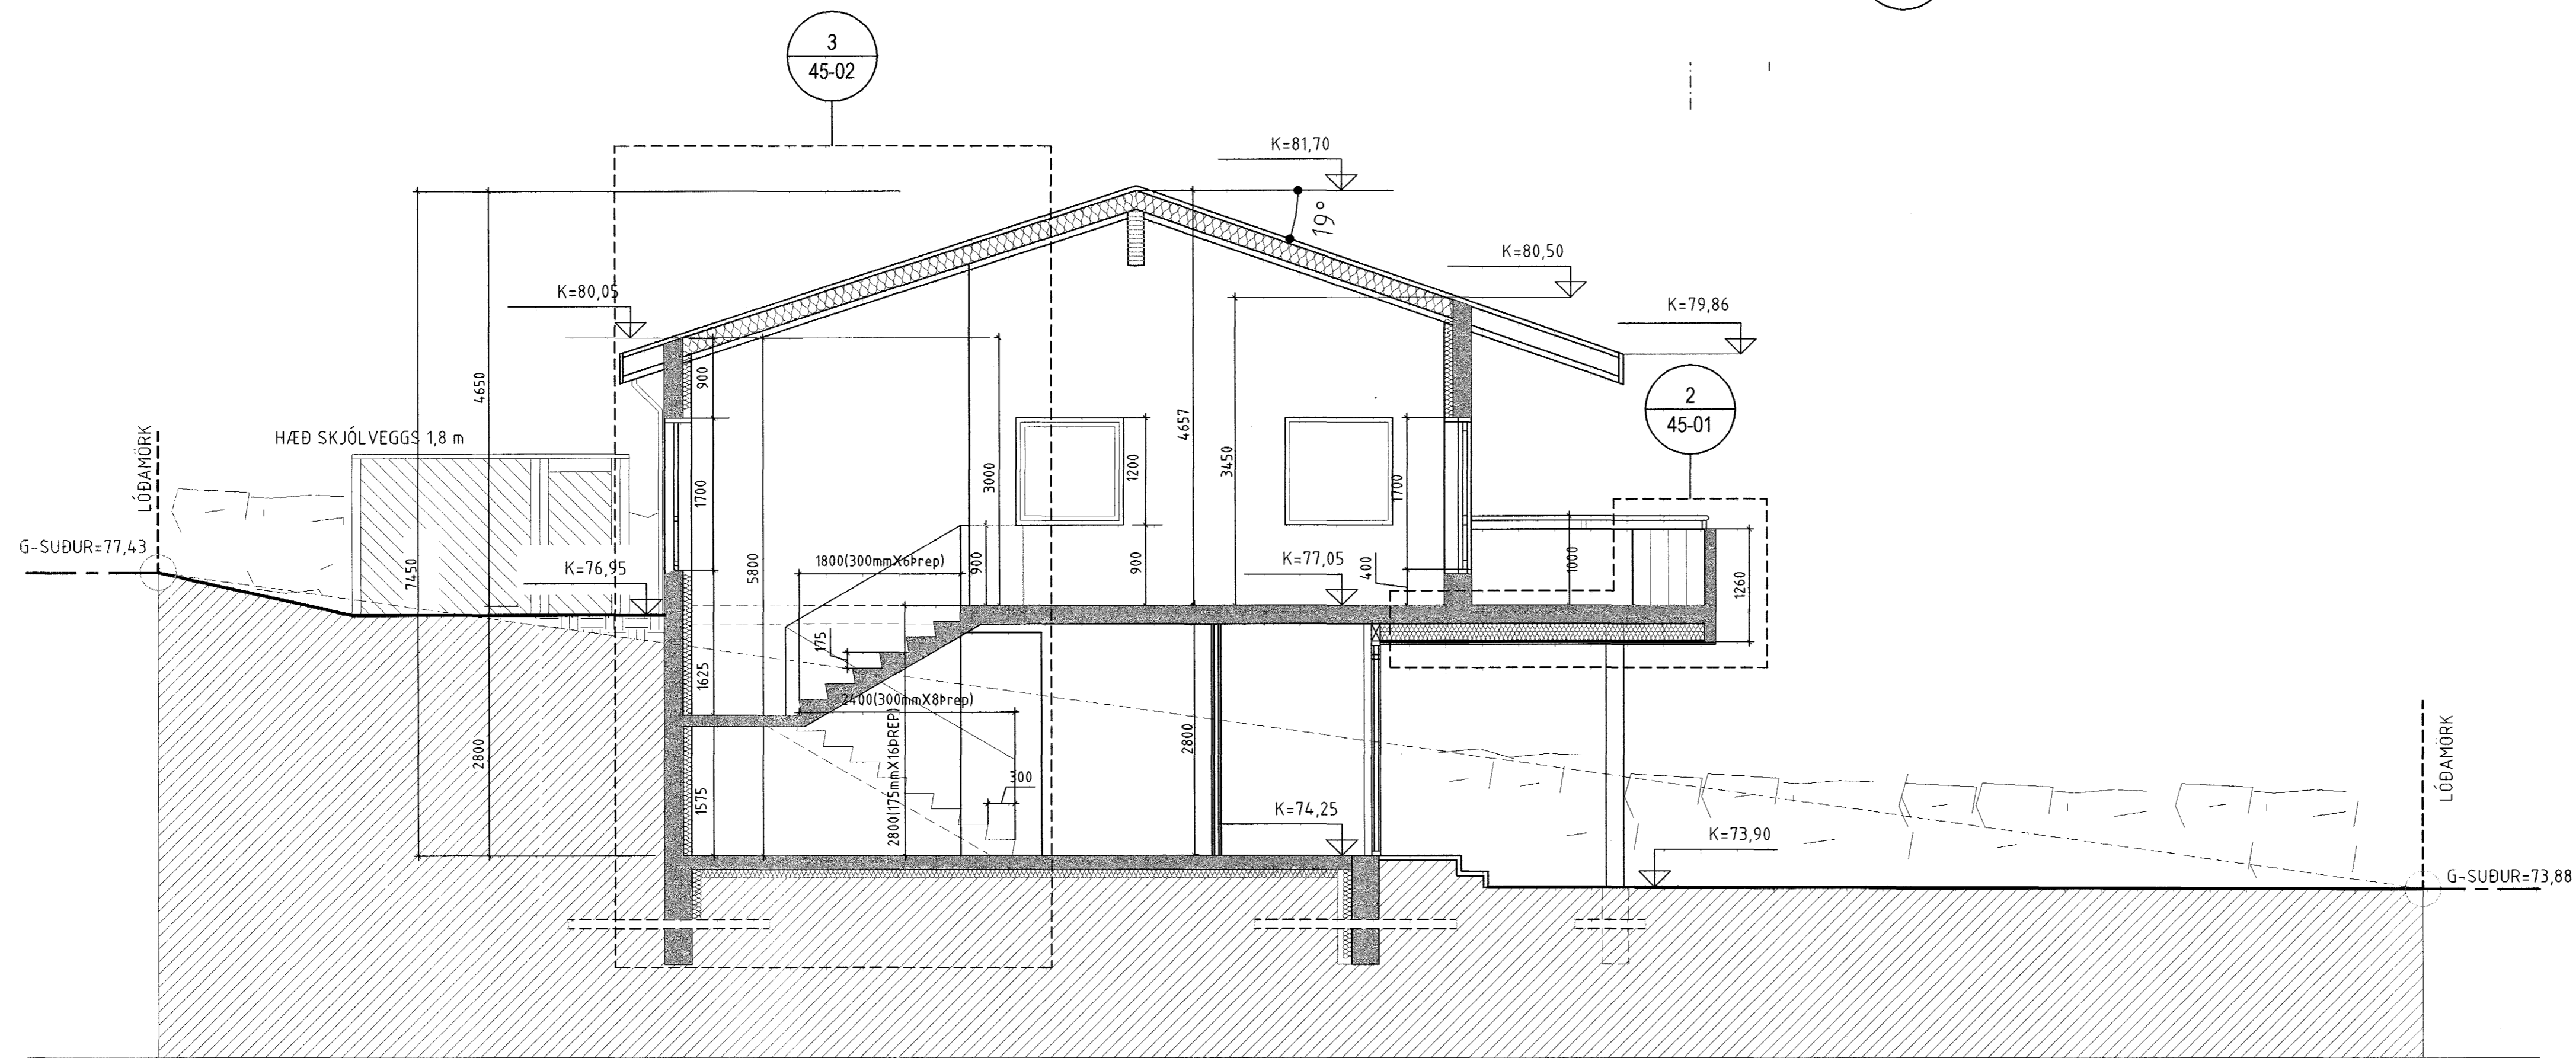 3
45-02
K=81,70
19°
K=80,50
K=80,05
K=79,86
2
45-01
900
4650
4657
3450
3000
HÆÐ SKJÓLVEGGS 1,8 m
LÓÐAMÖRK
1200
1700
1700
G-SUÐUR=77,43
7450
K=76,95
5800
1800(300mmX6Þrep)
900
900
K=77,05
400
1000
1260
175
1625
2400(300mmX8Þrep)
2800
2800(175mmX16ÞREP)
2800
300
1575
K=74,25
K=73,90
LÓÐAMÖRK
G-SUÐUR=73,88